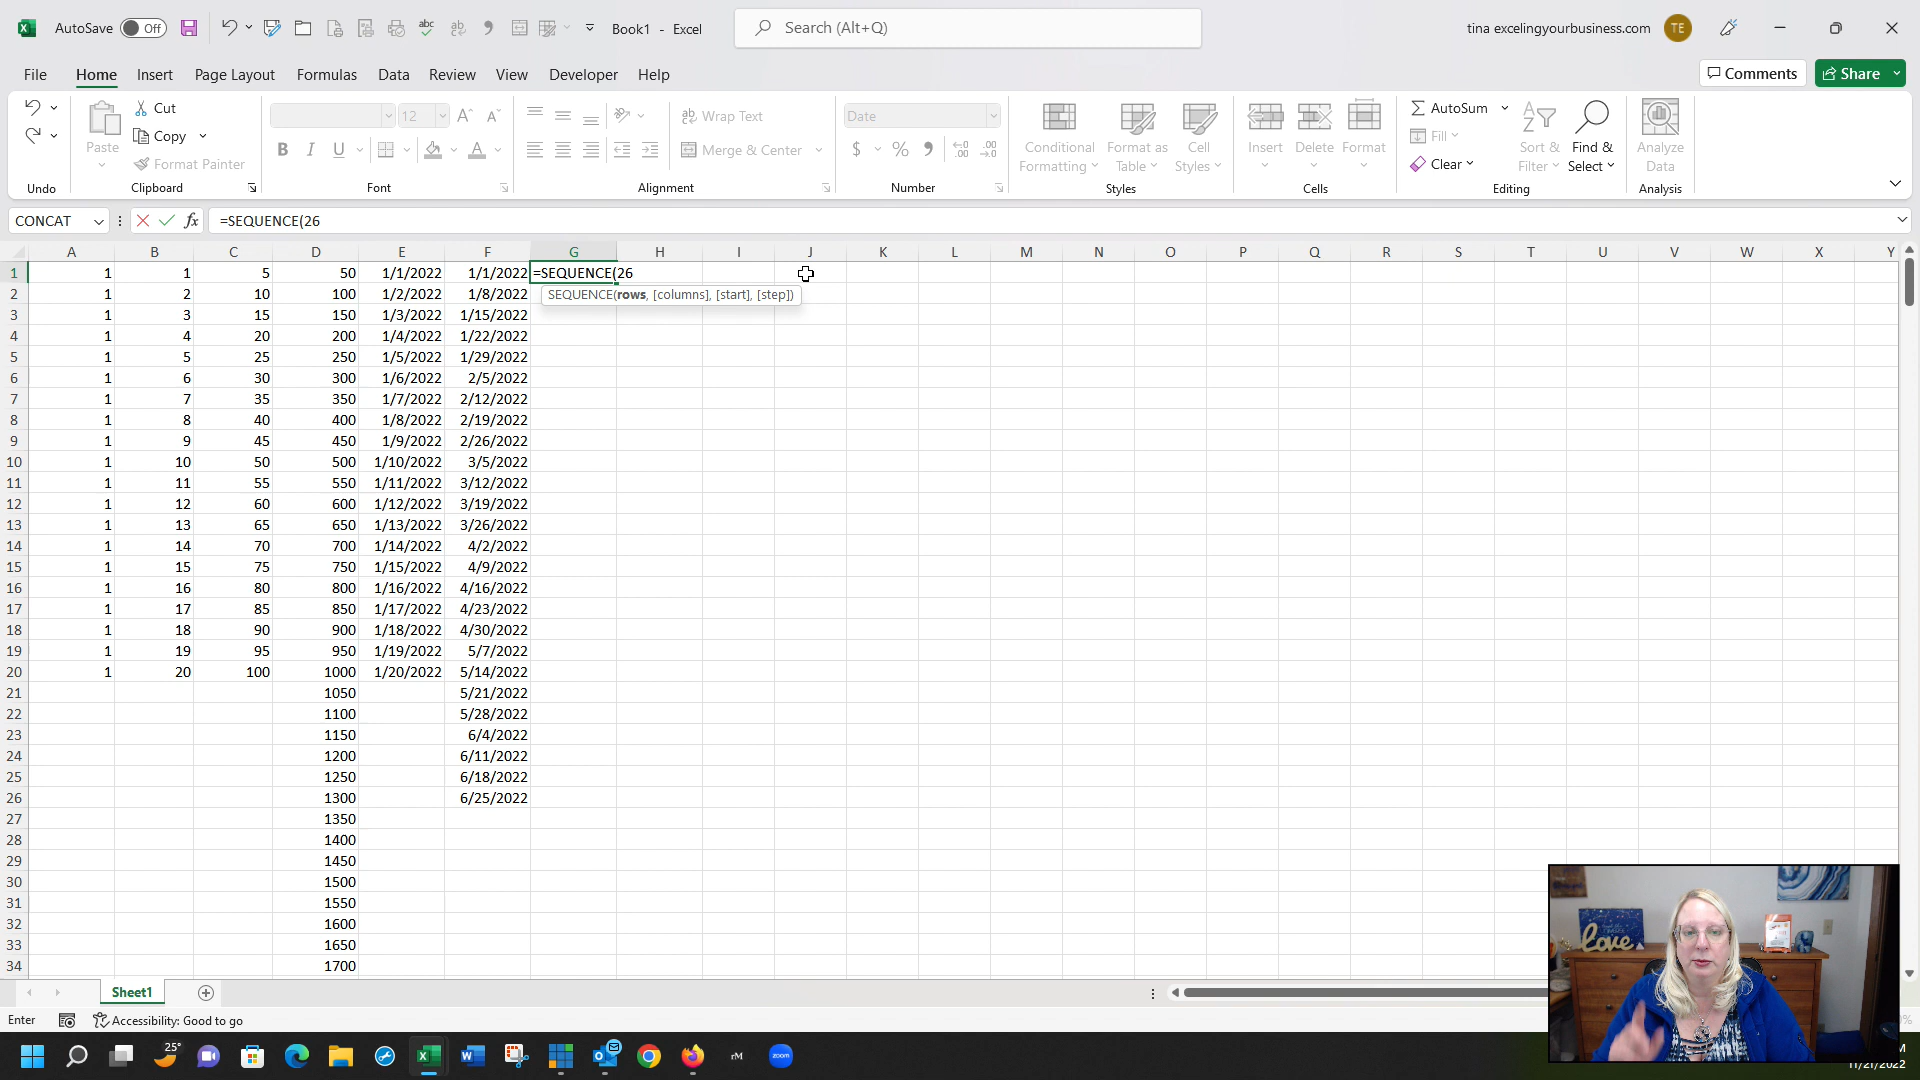 AutoSave Off Book1 - Excel Search (Alt+Q) tina excelingyourbusiness.com TE
File Home Insert Page Layout Formulas Data Review View Developer Help Comments Share
Cut 12 Wrap Text Date AutoSum
Paste Copy Conditional Formatting Format as Table Cell Styles Insert Delete Format Fill Sort & Filter Find & Select Analyze Data
Format Painter B I U Merge & Center $ % Clear
Undo Clipboard Font Alignment Number Styles Cells Editing Analysis
CONCAT fx =SEQUENCE(26
A B C D E F G H I J K L M N O P Q R S T U V W X Y
1 1 1 5 50 1/1/2022 1/1/2022 =SEQUENCE(26
2 1 2 10 100 1/2/2022 1/8/2022 SEQUENCE(rows, [columns], [start], [step])
3 1 3 15 150 1/3/2022 1/15/2022
4 1 4 20 200 1/4/2022 1/22/2022
5 1 5 25 250 1/5/2022 1/29/2022
6 1 6 30 300 1/6/2022 2/5/2022
7 1 7 35 350 1/7/2022 2/12/2022
8 1 8 40 400 1/8/2022 2/19/2022
9 1 9 45 450 1/9/2022 2/26/2022
10 1 10 50 500 1/10/2022 3/5/2022
11 1 11 55 550 1/11/2022 3/12/2022
12 1 12 60 600 1/12/2022 3/19/2022
13 1 13 65 650 1/13/2022 3/26/2022
14 1 14 70 700 1/14/2022 4/2/2022
15 1 15 75 750 1/15/2022 4/9/2022
16 1 16 80 800 1/16/2022 4/16/2022
17 1 17 85 850 1/17/2022 4/23/2022
18 1 18 90 900 1/18/2022 4/30/2022
19 1 19 95 950 1/19/2022 5/7/2022
20 1 20 100 1000 1/20/2022 5/14/2022
21 1050 5/21/2022
22 1100 5/28/2022
23 1150 6/4/2022
24 1200 6/11/2022
25 1250 6/18/2022
26 1300 6/25/2022
27 1350
28 1400
29 1450
30 1500
31 1550
32 1600
33 1650
34 1700
love
Sheet1
Enter Accessibility: Good to go
25° rM zoom
11/21/2022